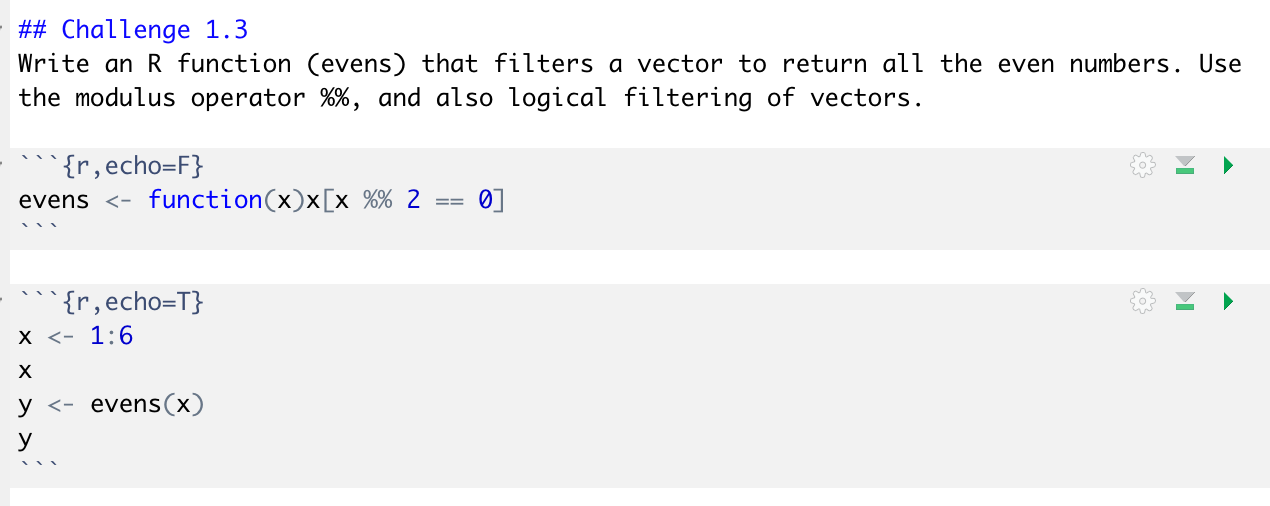 ## Challenge 1.3
Write an R function (evens) that filters a vector to return all the even numbers. Use
the modulus operator %%, and also logical filtering of vectors.
```{r,echo=F}
evens <- function(x)x[x %% 2 == 0]
```
```{r,echo=T}
x <- 1:6
x
y <- evens(x)
y
```